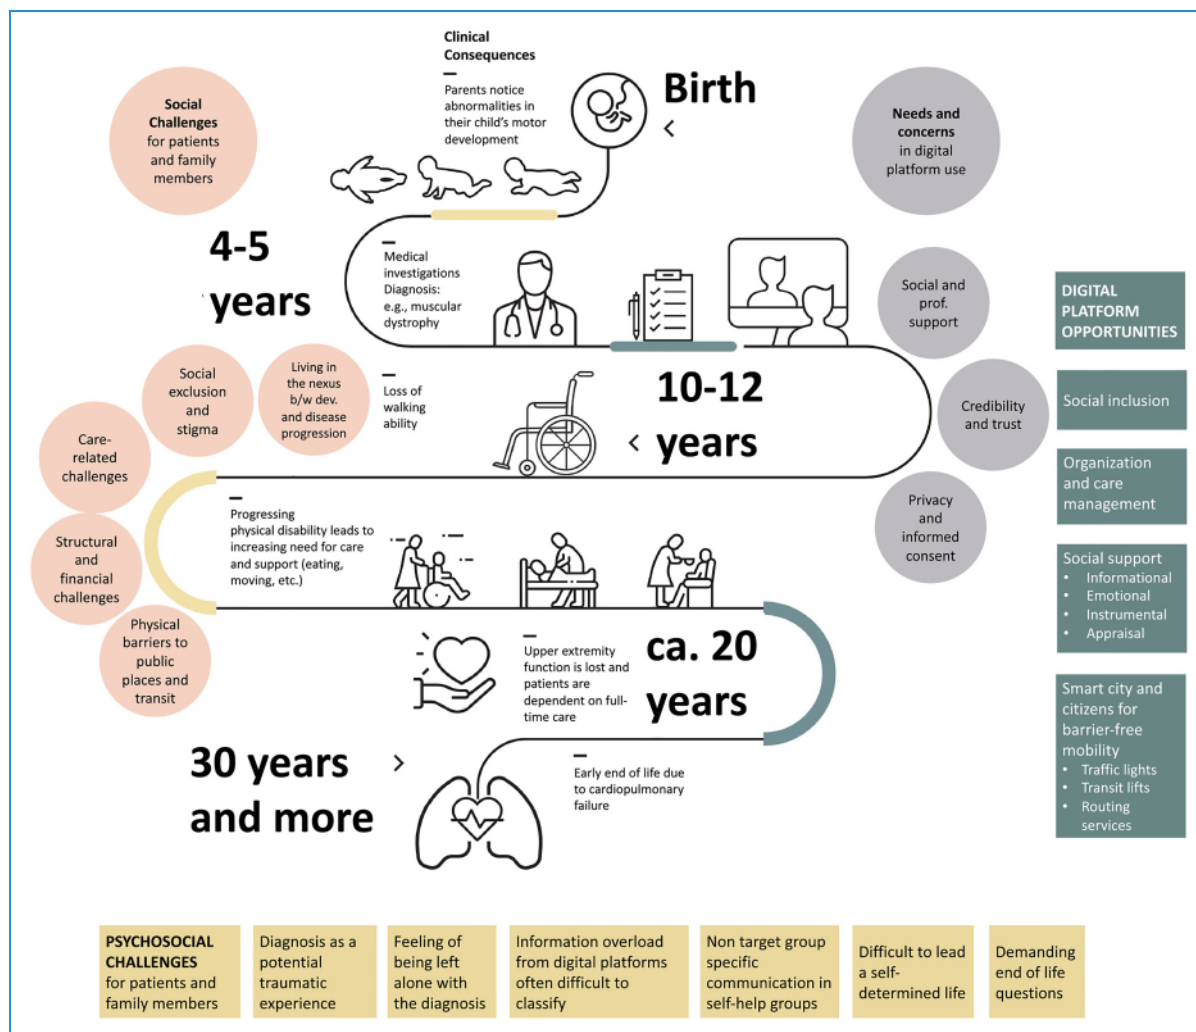 Clinical
Consequences
Parents notice
abnormalities in
their child's motor
development
Birth
Social
Challenges
for patients
and family
members
Needs and
concerns
in digital
platform use
4-5
years
Medical
investigations
Diagnosis:
e.g., muscular
dystrophy
Social and
prof.
support
DIGITAL
PLATFORM
OPPORTUNITIES
Social
exclusion
and
stigma
Living in
the nexus
b/w dev.
and disease
progression
Loss of
walking
ability
10-12
years
Credibility
and trust
Social inclusion
Care-
related
challenges
Organization
and care
management
Privacy
and
informed
consent
Progressing
physical disability leads to
increasing need for care
and support (eating,
moving, etc.)
Structural
and
financial
challenges
Social support
• Informational
• Emotional
• Instrumental
• Appraisal
Physical
barriers to
public
places and
transit
Upper extremity
function is lost and
patients are
dependent on full-
time care
ca. 20
years
Smart city and
citizens for
barrier-free
mobility
• Traffic lights
• Transit lifts
• Routing
services
30 years
and more
Early end of life due
to cardiopulmonary
failure
PSYCHOSOCIAL
CHALLENGES
for patients and
family members
Diagnosis as a
potential
traumatic
experience
Feeling of
being left
alone with
the diagnosis
Information overload
from digital platforms
often difficult to
classify
Non target group
specific
communication in
self-help groups
Difficult to lead
a self-
determined life
Demanding
end of life
questions